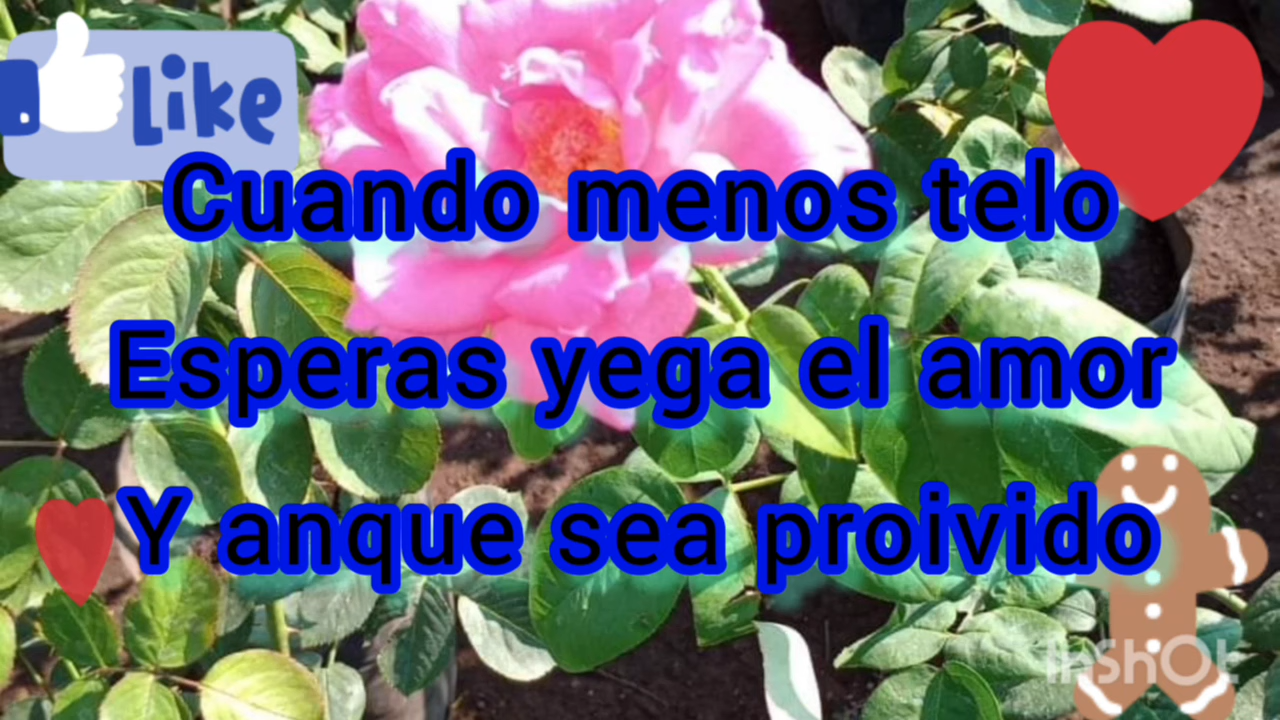 Like
Cuando menos telo
Esperas yega el amor
Y anque sea proivido
InShOt